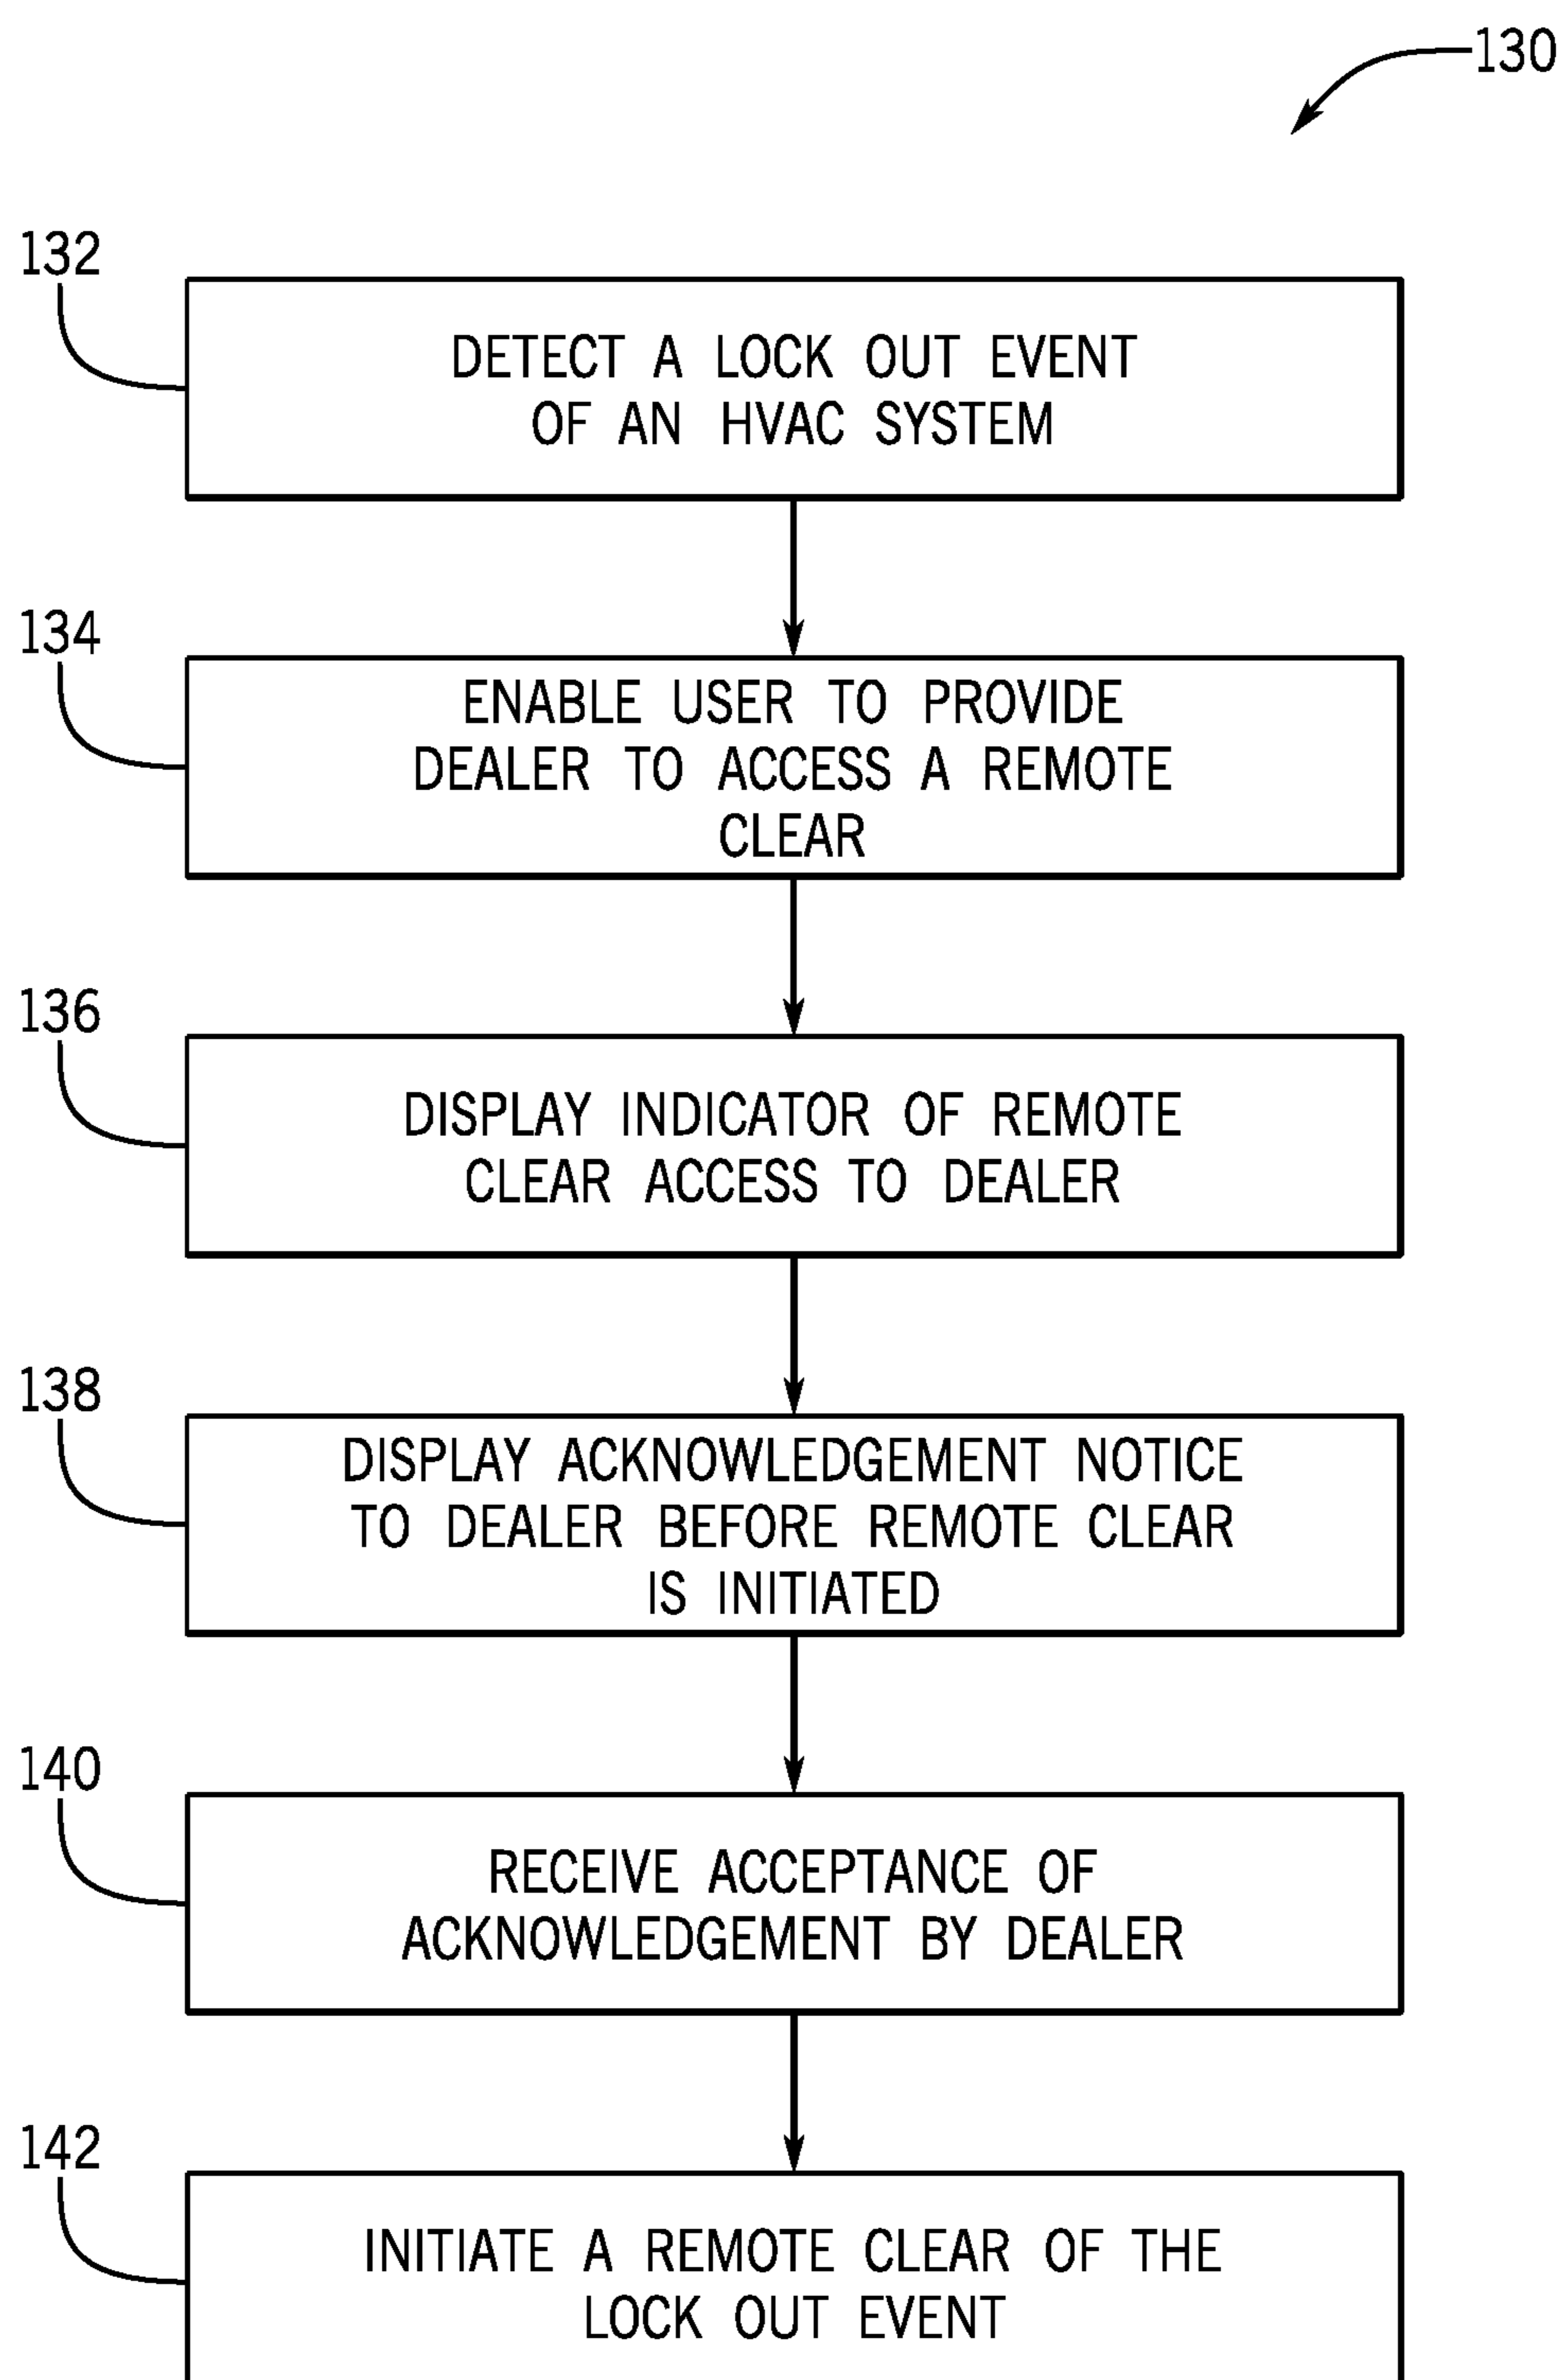 130
132
DETECT A LOCK OUT EVENT
OF AN HVAC SYSTEM
134
ENABLE USER TO PROVIDE
DEALER TO ACCESS A REMOTE
CLEAR
136
DISPLAY INDICATOR OF REMOTE
CLEAR ACCESS TO DEALER
138
DISPLAY ACKNOWLEDGEMENT NOTICE
TO DEALER BEFORE REMOTE CLEAR
IS INITIATED
140
RECEIVE ACCEPTANCE OF
ACKNOWLEDGEMENT BY DEALER
142
INITIATE A REMOTE CLEAR OF THE
LOCK OUT EVENT